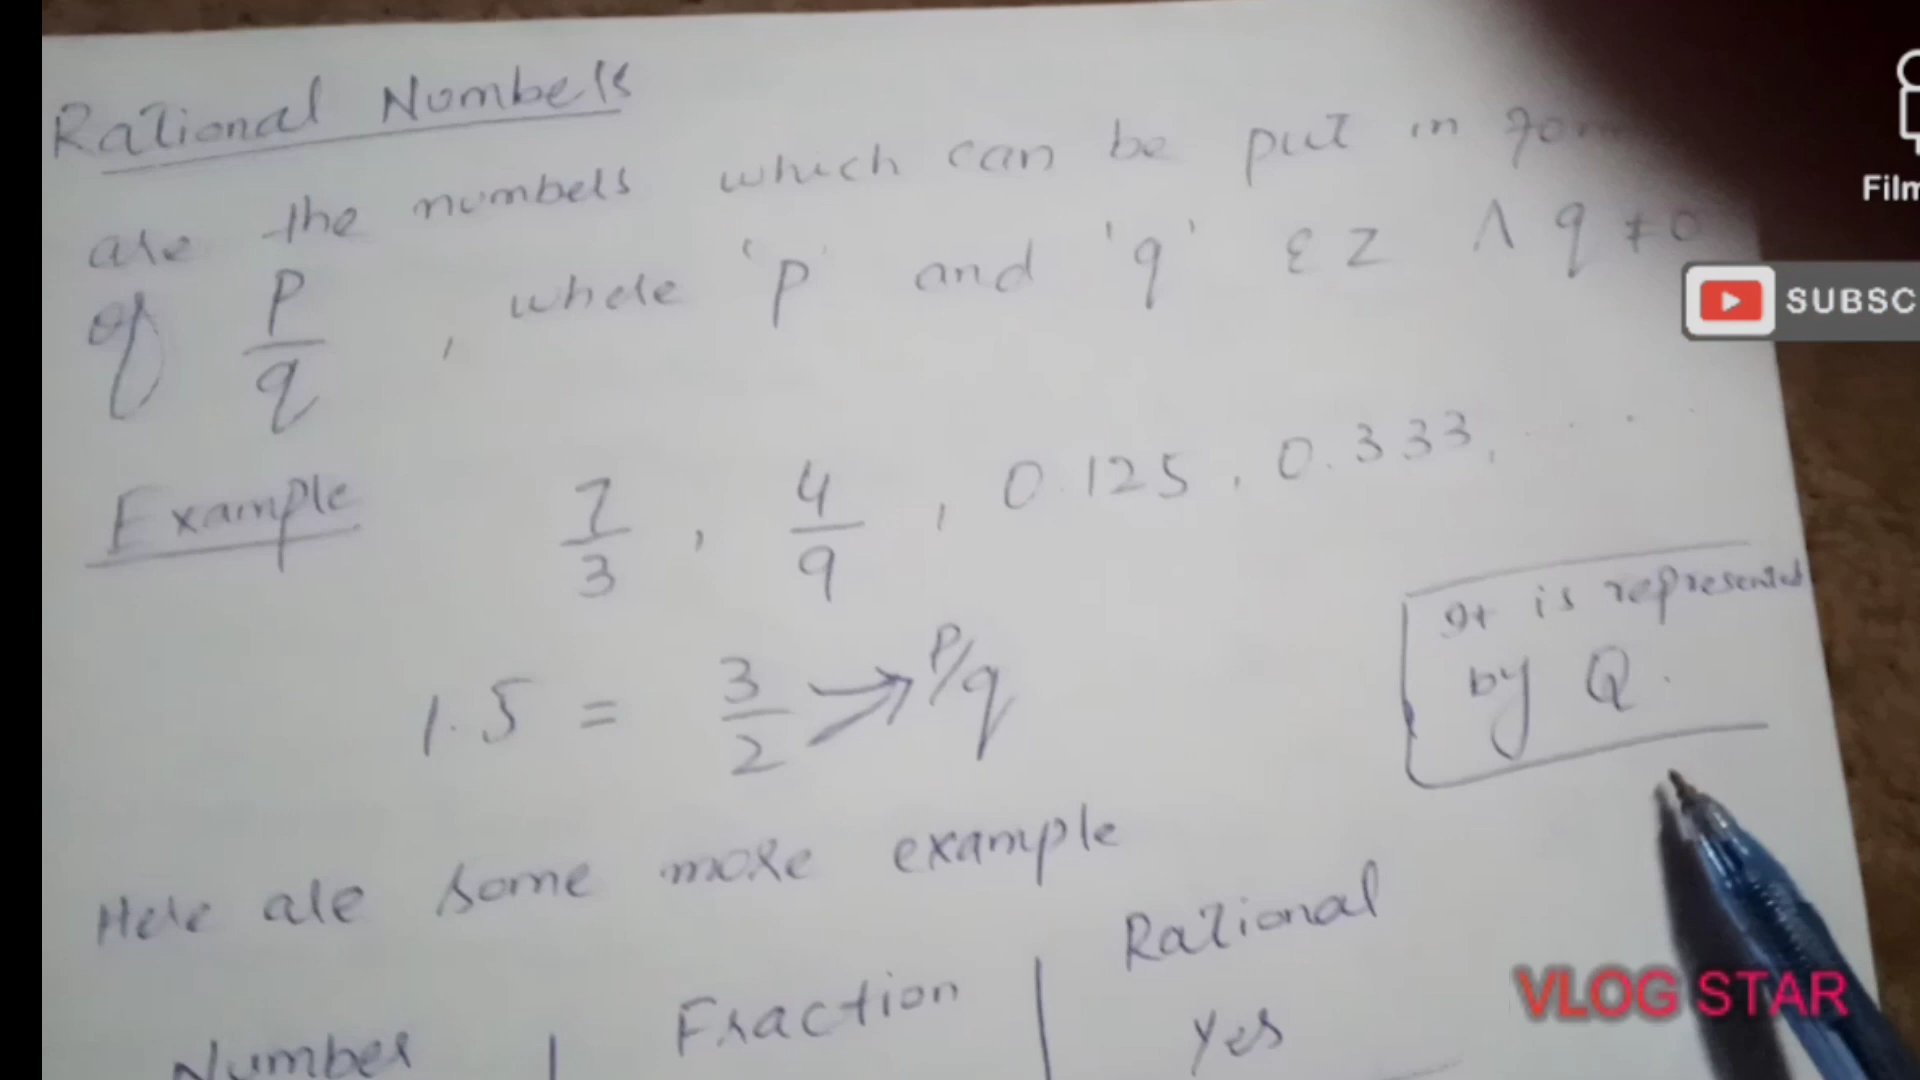 Rational Numbers
are the numbers which can be put in
of p/q , where 'p' and 'q' ε Z ∧ q ≠ 0
Example 7/3 , 4/9 , 0.125 , 0.333, .....
1.5 = 3/2 → p/q
It is represented
by Q.
Here are some more example
Number | Fraction | Rational
Yes
Film
SUBSC
VLOG STAR